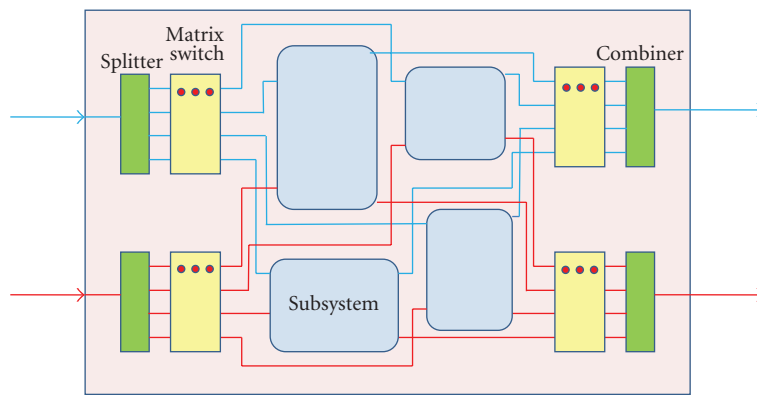 Matrix
switch
Splitter
Combiner
Subsystem